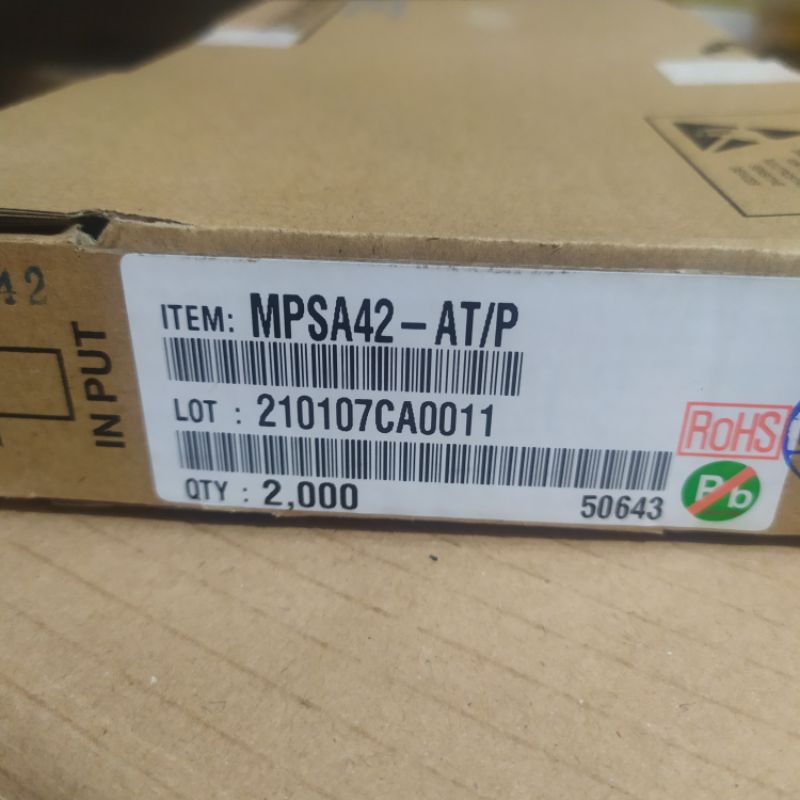 42
IN PUT
ITEM: MPSA42-AT/P
LOT : 210107CA0011
QTY : 2,000
50643
RoHS
Pb